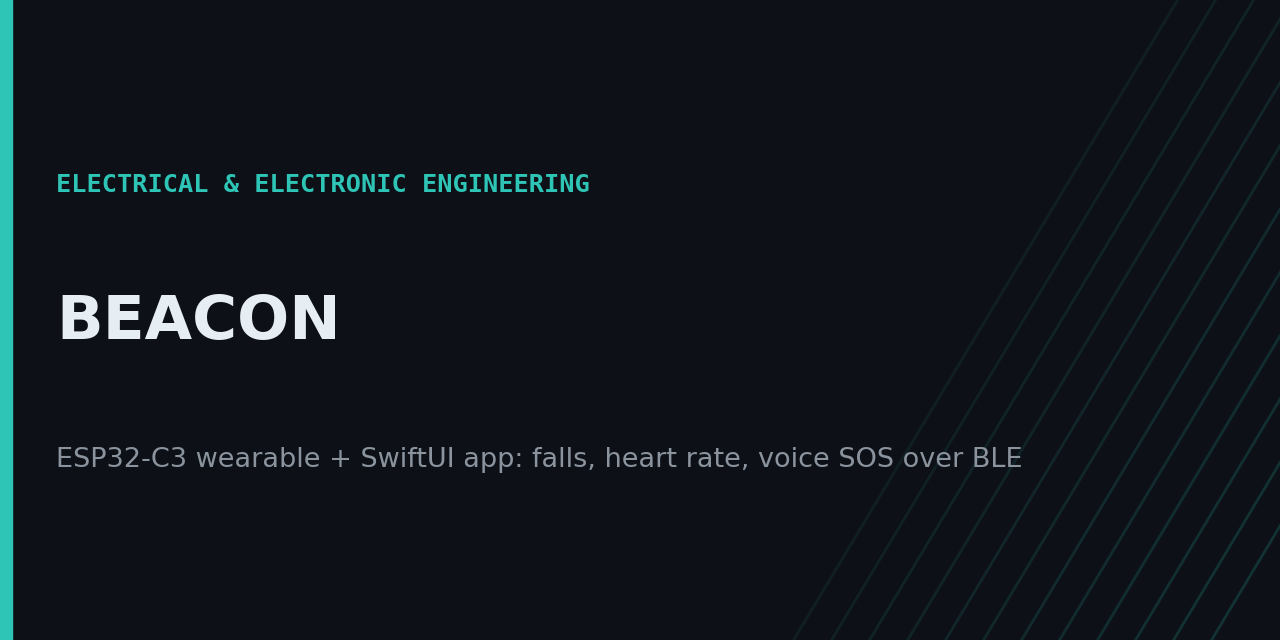 ELECTRICAL & ELECTRONIC ENGINEERING
BEACON
ESP32-C3 wearable + SwiftUI app: falls, heart rate, voice SOS over BLE